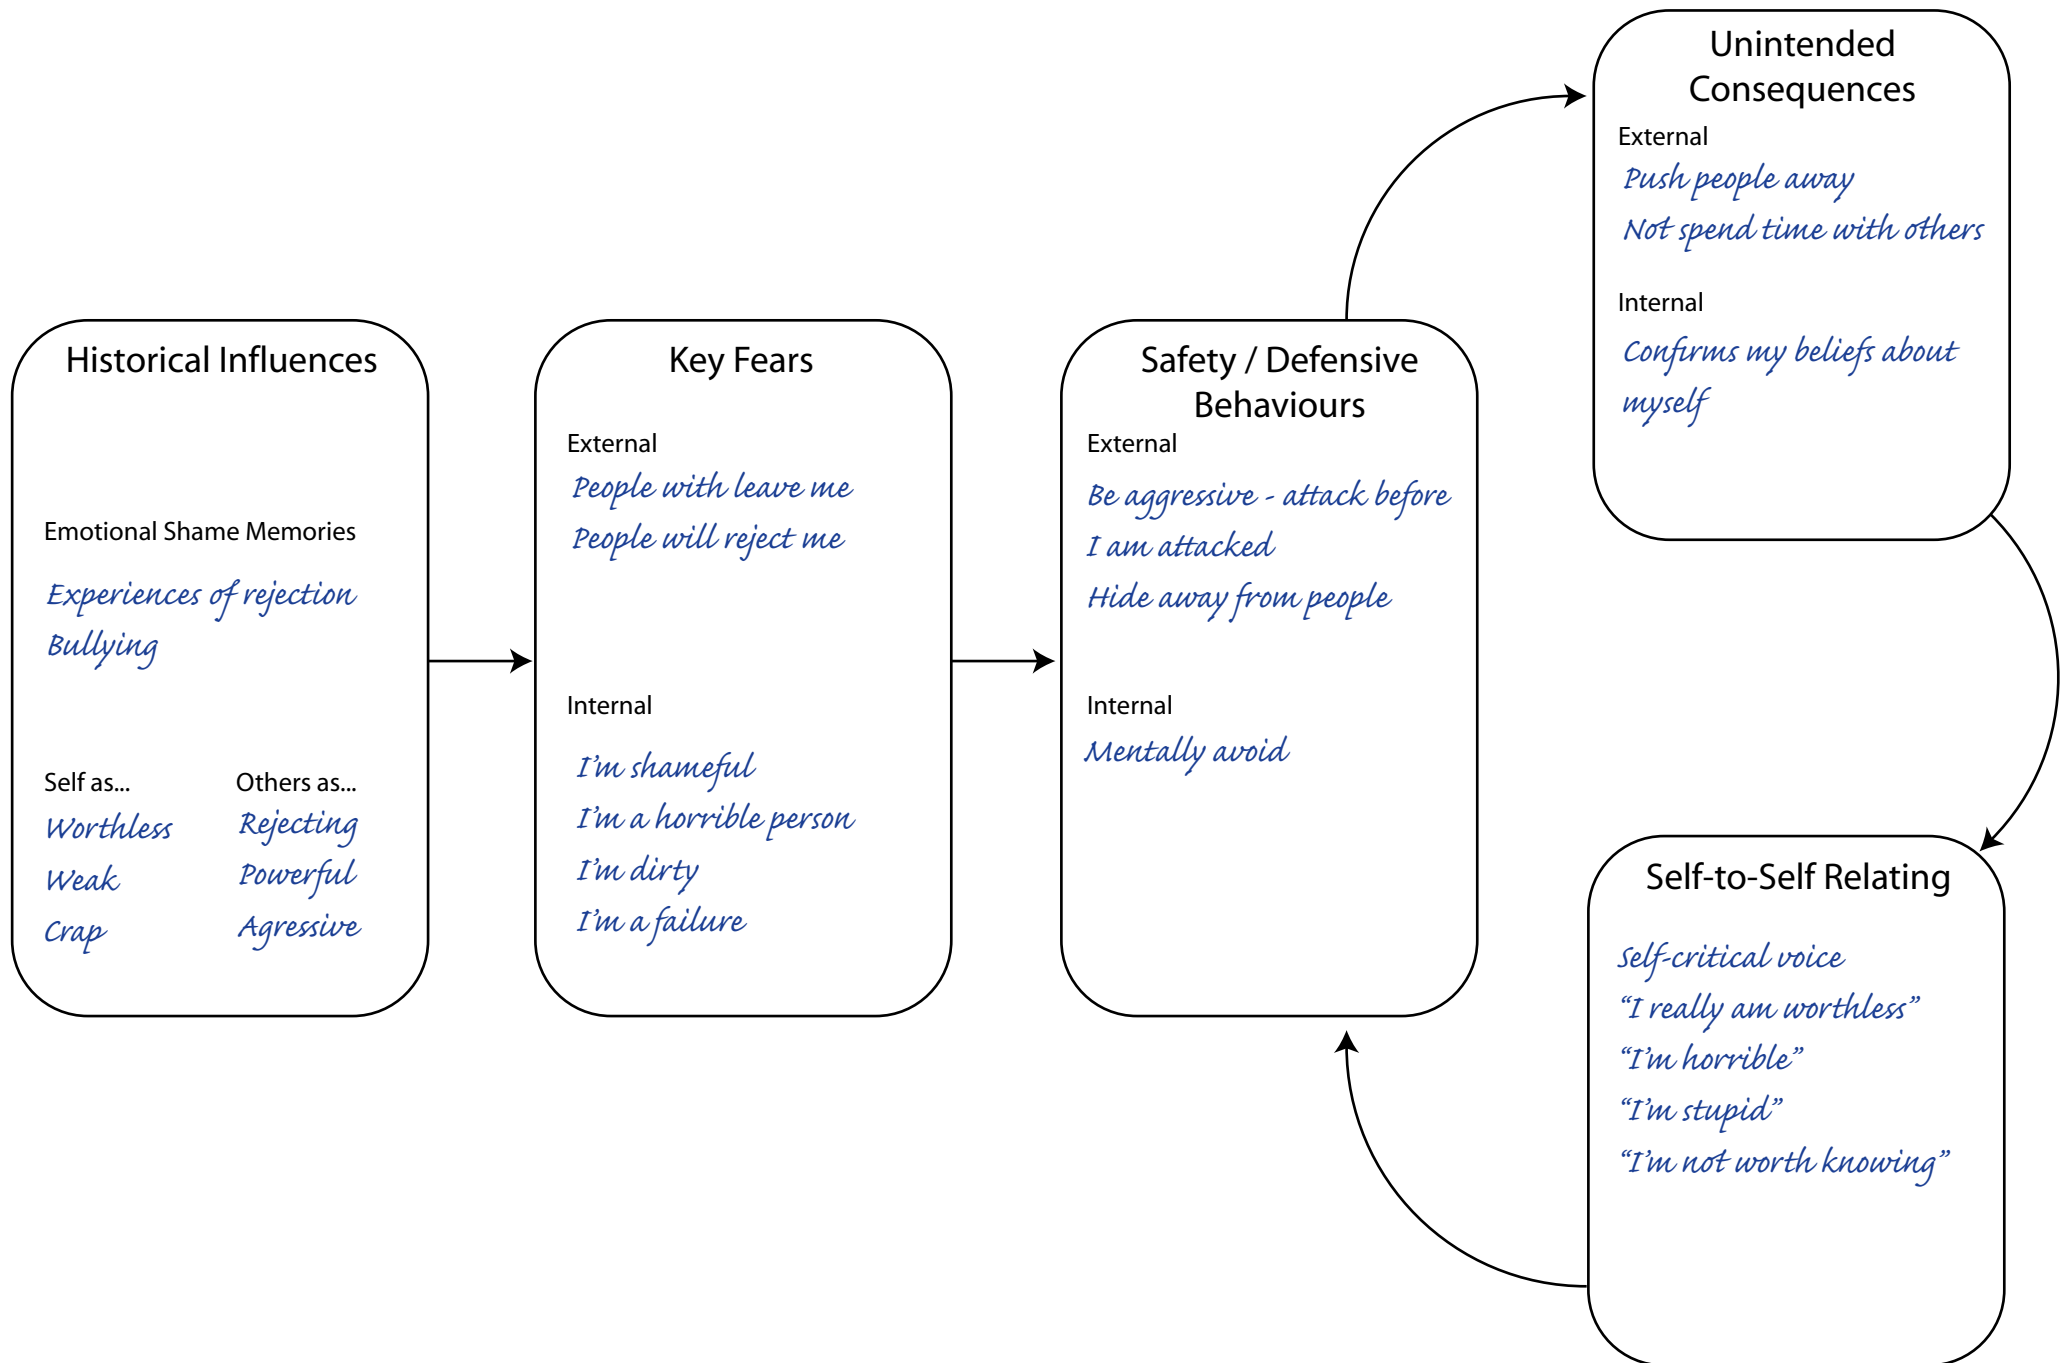 Historical Influences
Emotional Shame Memories
Experiences of rejection
Bullying
Self as...
Worthless
Weak
Crap
Others as...
Rejecting
Powerful
Agressive
Key Fears
External
People with leave me
People will reject me
Internal
I'm shameful
I'm a horrible person
I'm dirty
I'm a failure
Safety / Defensive
Behaviours
External
Be aggressive - attack before
I am attacked
Hide away from people
Internal
Mentally avoid
Unintended
Consequences
External
Push people away
Not spend time with others
Internal
Confirms my beliefs about
myself
Self-to-Self Relating
Self-critical voice
“I really am worthless”
“I'm horrible”
“I'm stupid”
“I'm not worth knowing”